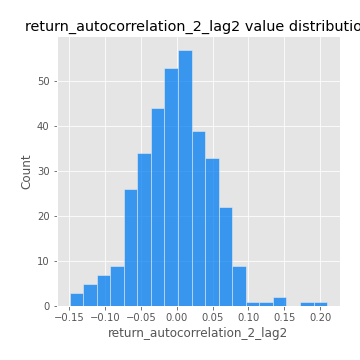 return_autocorrelation_2_lag2 value distributio
Count
50
40
30
20
10
0
−0.15 −0.10 −0.05 0.00 0.05 0.10 0.15 0.20
return_autocorrelation_2_lag2